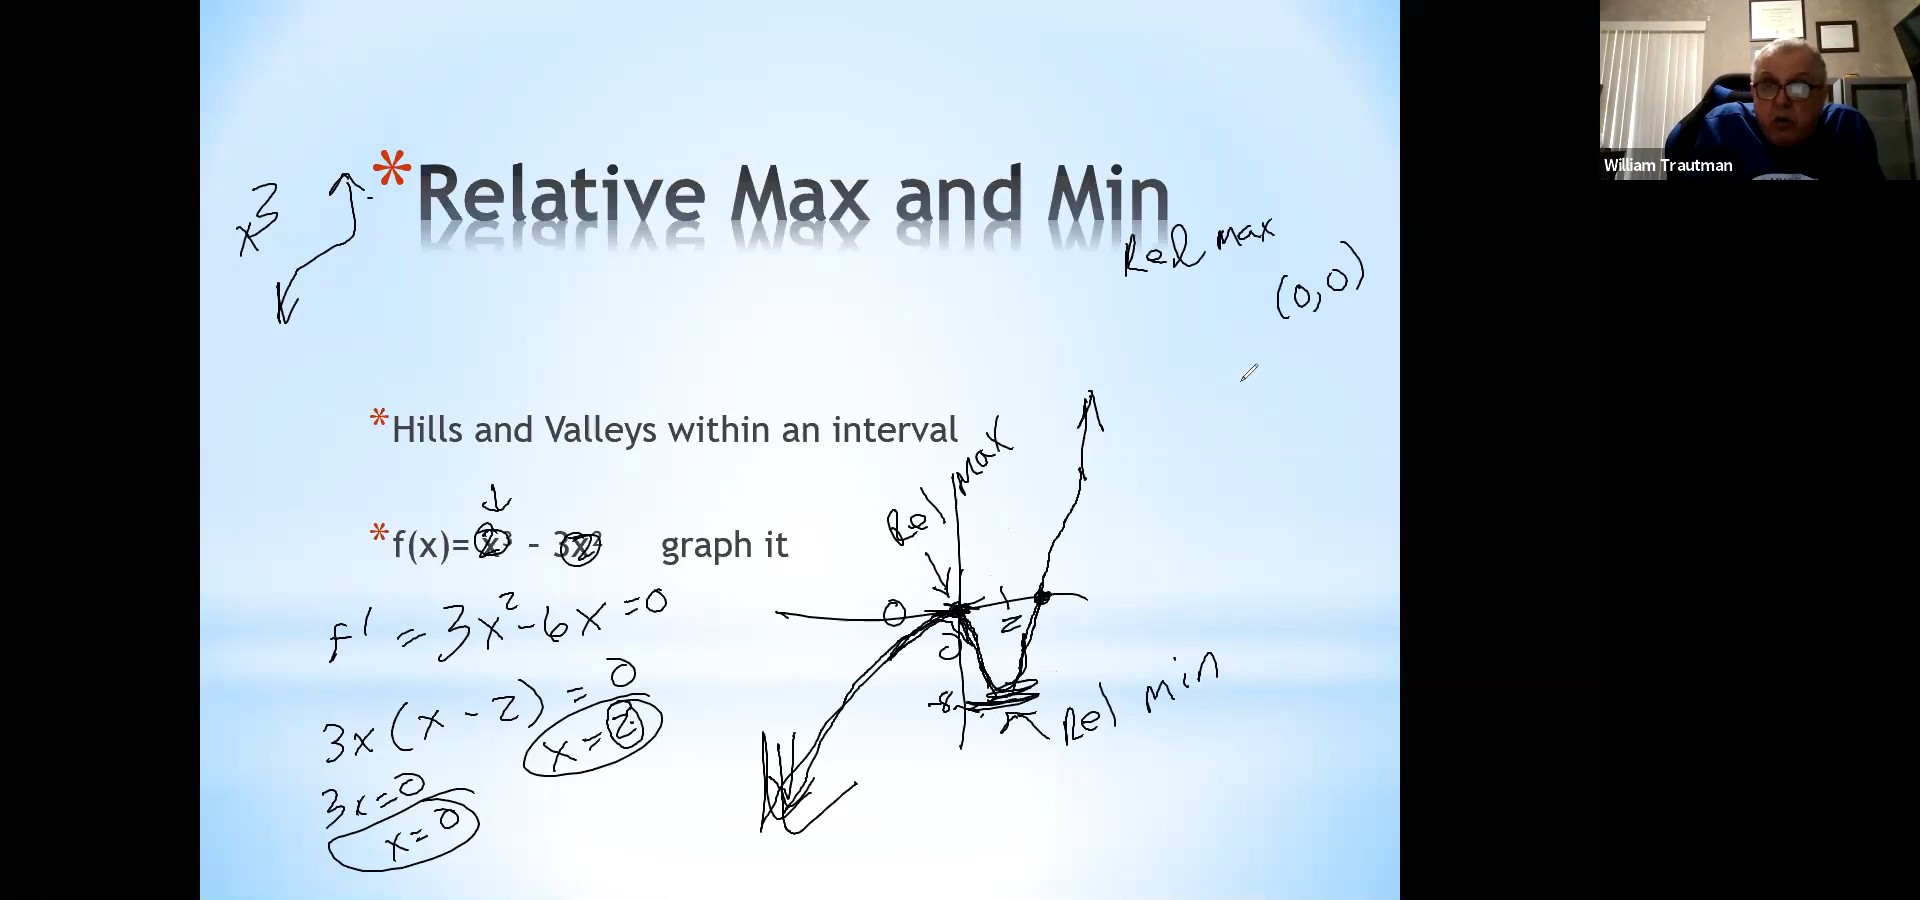 William Trautman
*Relative Max and Min
x3
Rel max
(0,0)
*Hills and Valleys within an interval
Rel max
*f(x)=x³ - 3x² graph it
f' = 3x² - 6x = 0
0
2
0
3x(x - 2) = 0
x = 2
-8
Rel min
3x = 0
x = 0